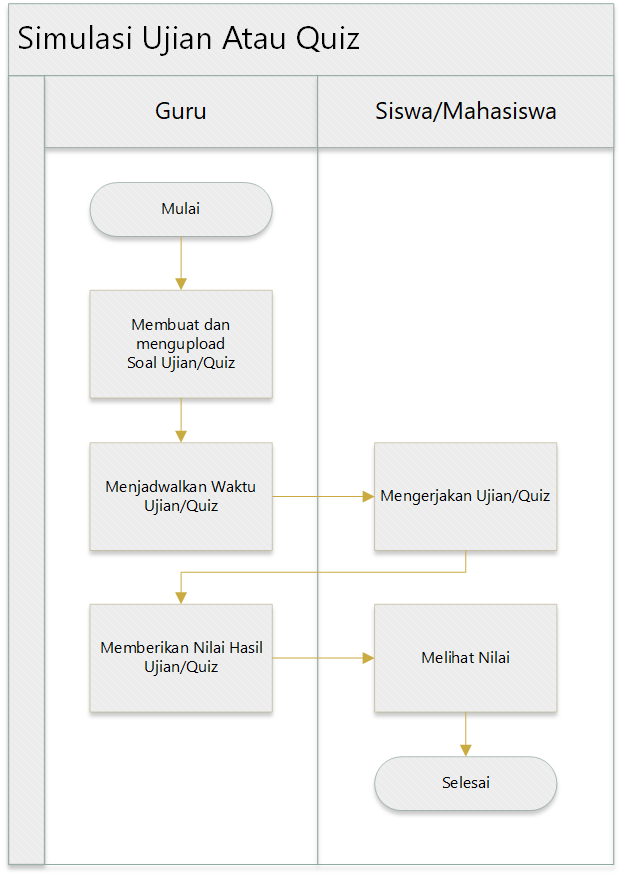 Simulasi Ujian Atau Quiz
Guru
Siswa/Mahasiswa
Mulai
Membuat dan
mengupload
Soal Ujian/Quiz
Menjadwalkan Waktu
Ujian/Quiz
Mengerjakan Ujian/Quiz
Memberikan Nilai Hasil
Ujian/Quiz
Melihat Nilai
Selesai